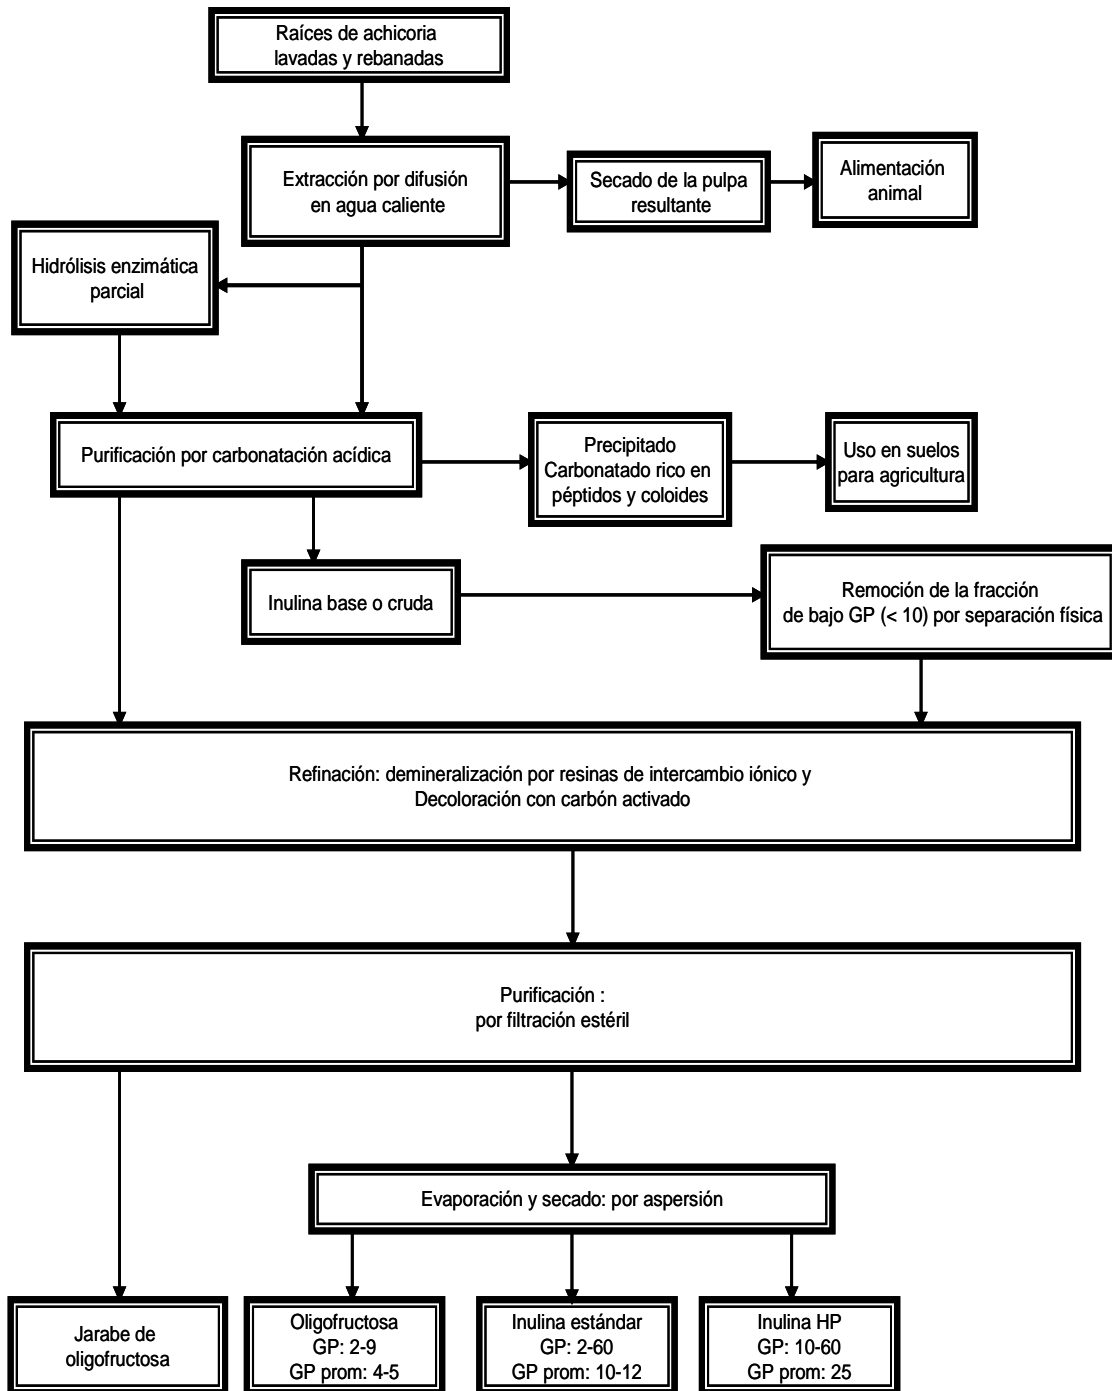 Raíces de achicoria
lavadas y rebanadas
Extracción por difusión
en agua caliente
Secado de la pulpa
resultante
Alimentación
animal
Hidrólisis enzimática
parcial
Purificación por carbonatación acídica
Precipitado
Carbonatado rico en
péptidos y coloides
Uso en suelos
para agricultura
Inulina base o cruda
Remoción de la fracción
de bajo GP (< 10) por separación física
Refinación: demineralización por resinas de intercambio iónico y
Decoloración con carbón activado
Purificación :
por filtración estéril
Evaporación y secado: por aspersión
Jarabe de
oligofructosa
Oligofructosa
GP: 2-9
GP prom: 4-5
Inulina estándar
GP: 2-60
GP prom: 10-12
Inulina HP
GP: 10-60
GP prom: 25